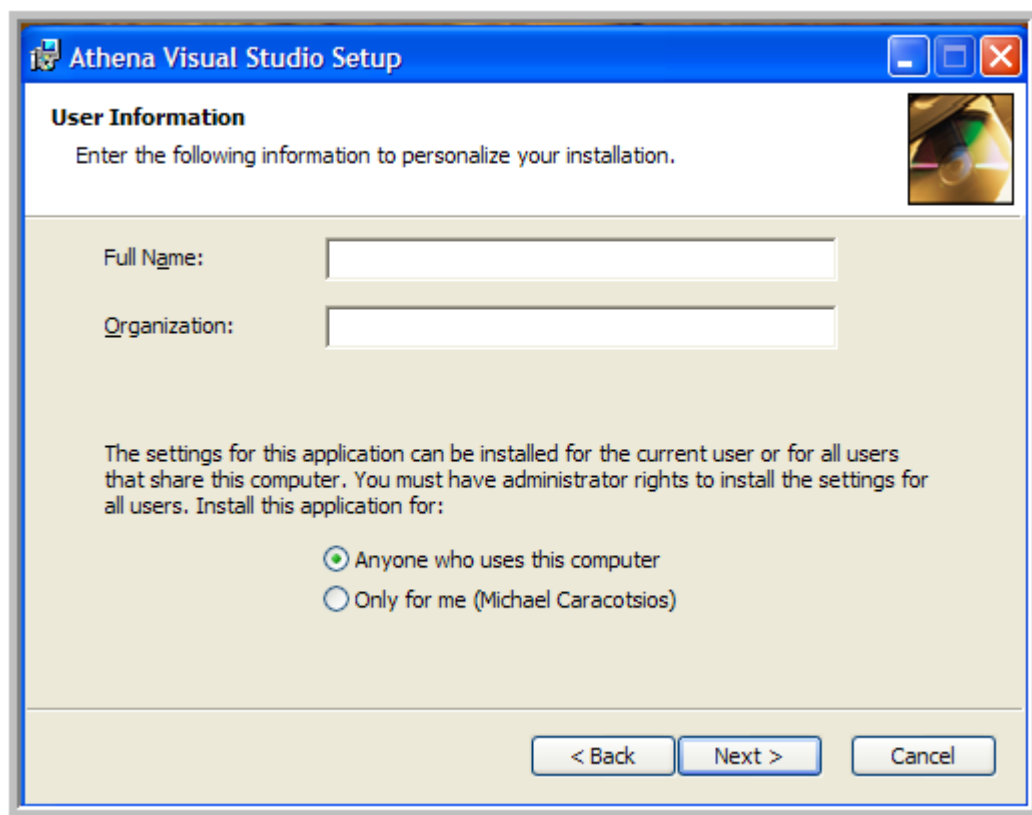 Athena Visual Studio Setup
User Information
Enter the following information to personalize your installation.
Full Name:
Organization:
The settings for this application can be installed for the current user or for all users
that share this computer. You must have administrator rights to install the settings for
all users. Install this application for:
Anyone who uses this computer
Only for me (Michael Caracotsios)
< Back
Next >
Cancel